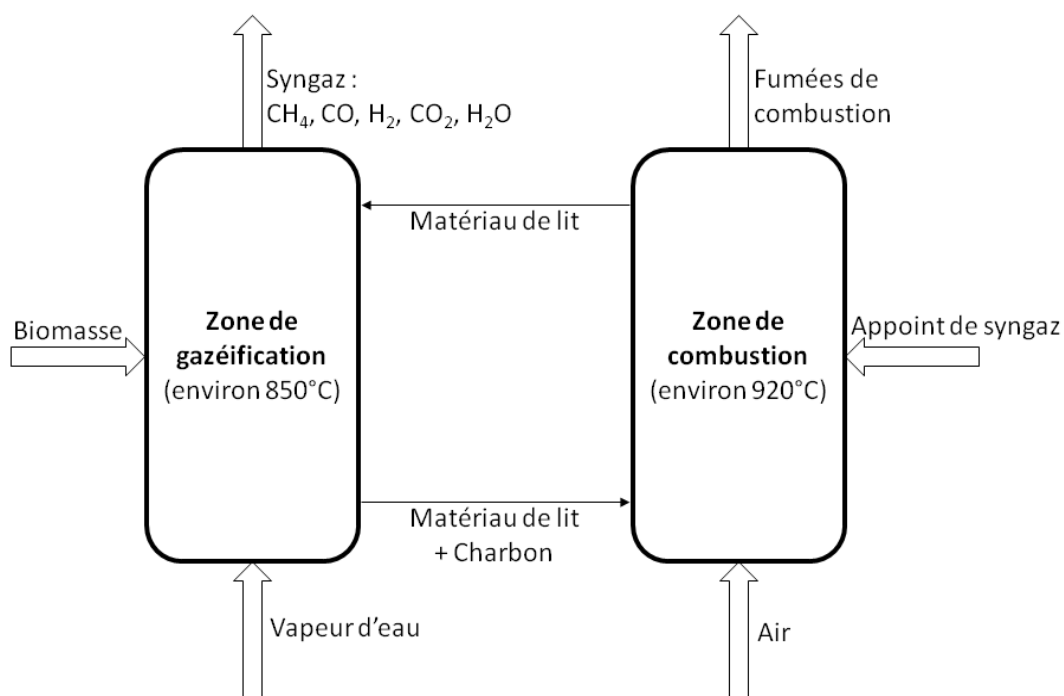 Syngaz :
CH₄, CO, H₂, CO₂, H₂O
Fumées de
combustion
Matériau de lit
Biomasse
Zone de
gazéification
(environ 850°C)
Zone de
combustion
(environ 920°C)
Appoint de syngaz
Matériau de lit
+ Charbon
Vapeur d'eau
Air